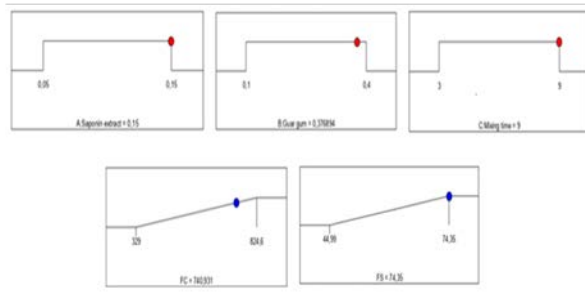 0,05 0,15
A:Saponin extract = 0,15
0,1 0,4
B:Guar gum = 0,376894
3 9
C:Mixing time = 9
329 824,6
FC = 740,931
44,99 74,35
FS = 74,35